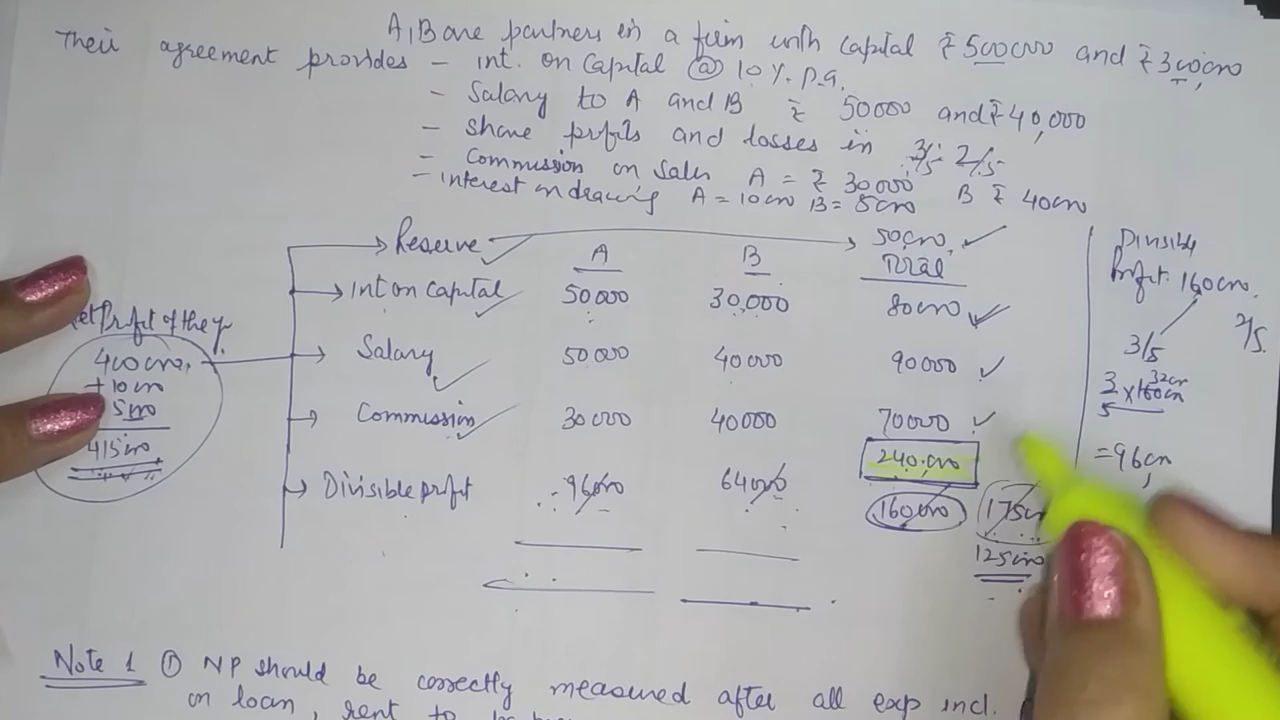 A, B are partners in a firm with capital ₹500000 and ₹300,000
Their agreement provides - int. on Capital @ 10%. p.a.
- Salary to A and B ₹ 50000 and ₹40,000
- Share profits and losses in 3/5 2/5
- Commission on Sales A = ₹ 30000 B ₹ 40000
- Interest on drawing A = 10000 B = 5000
Reserve 50000
A B Total
Int on Capital 50000 30,000 80000
Salary 50000 40000 90000
Commission 30000 40000 70000
240000
Divisible profit 96000 64000 160000 175000
125000
Net Profit of the yr
400000
+ 10000
5000
415000
Divisible
Profit. 160000.
3/5
2/5
3/5 x 160000 32000
= 96000
Note 1 ① NP should be correctly measured after all exp incl.
on loan, rent to